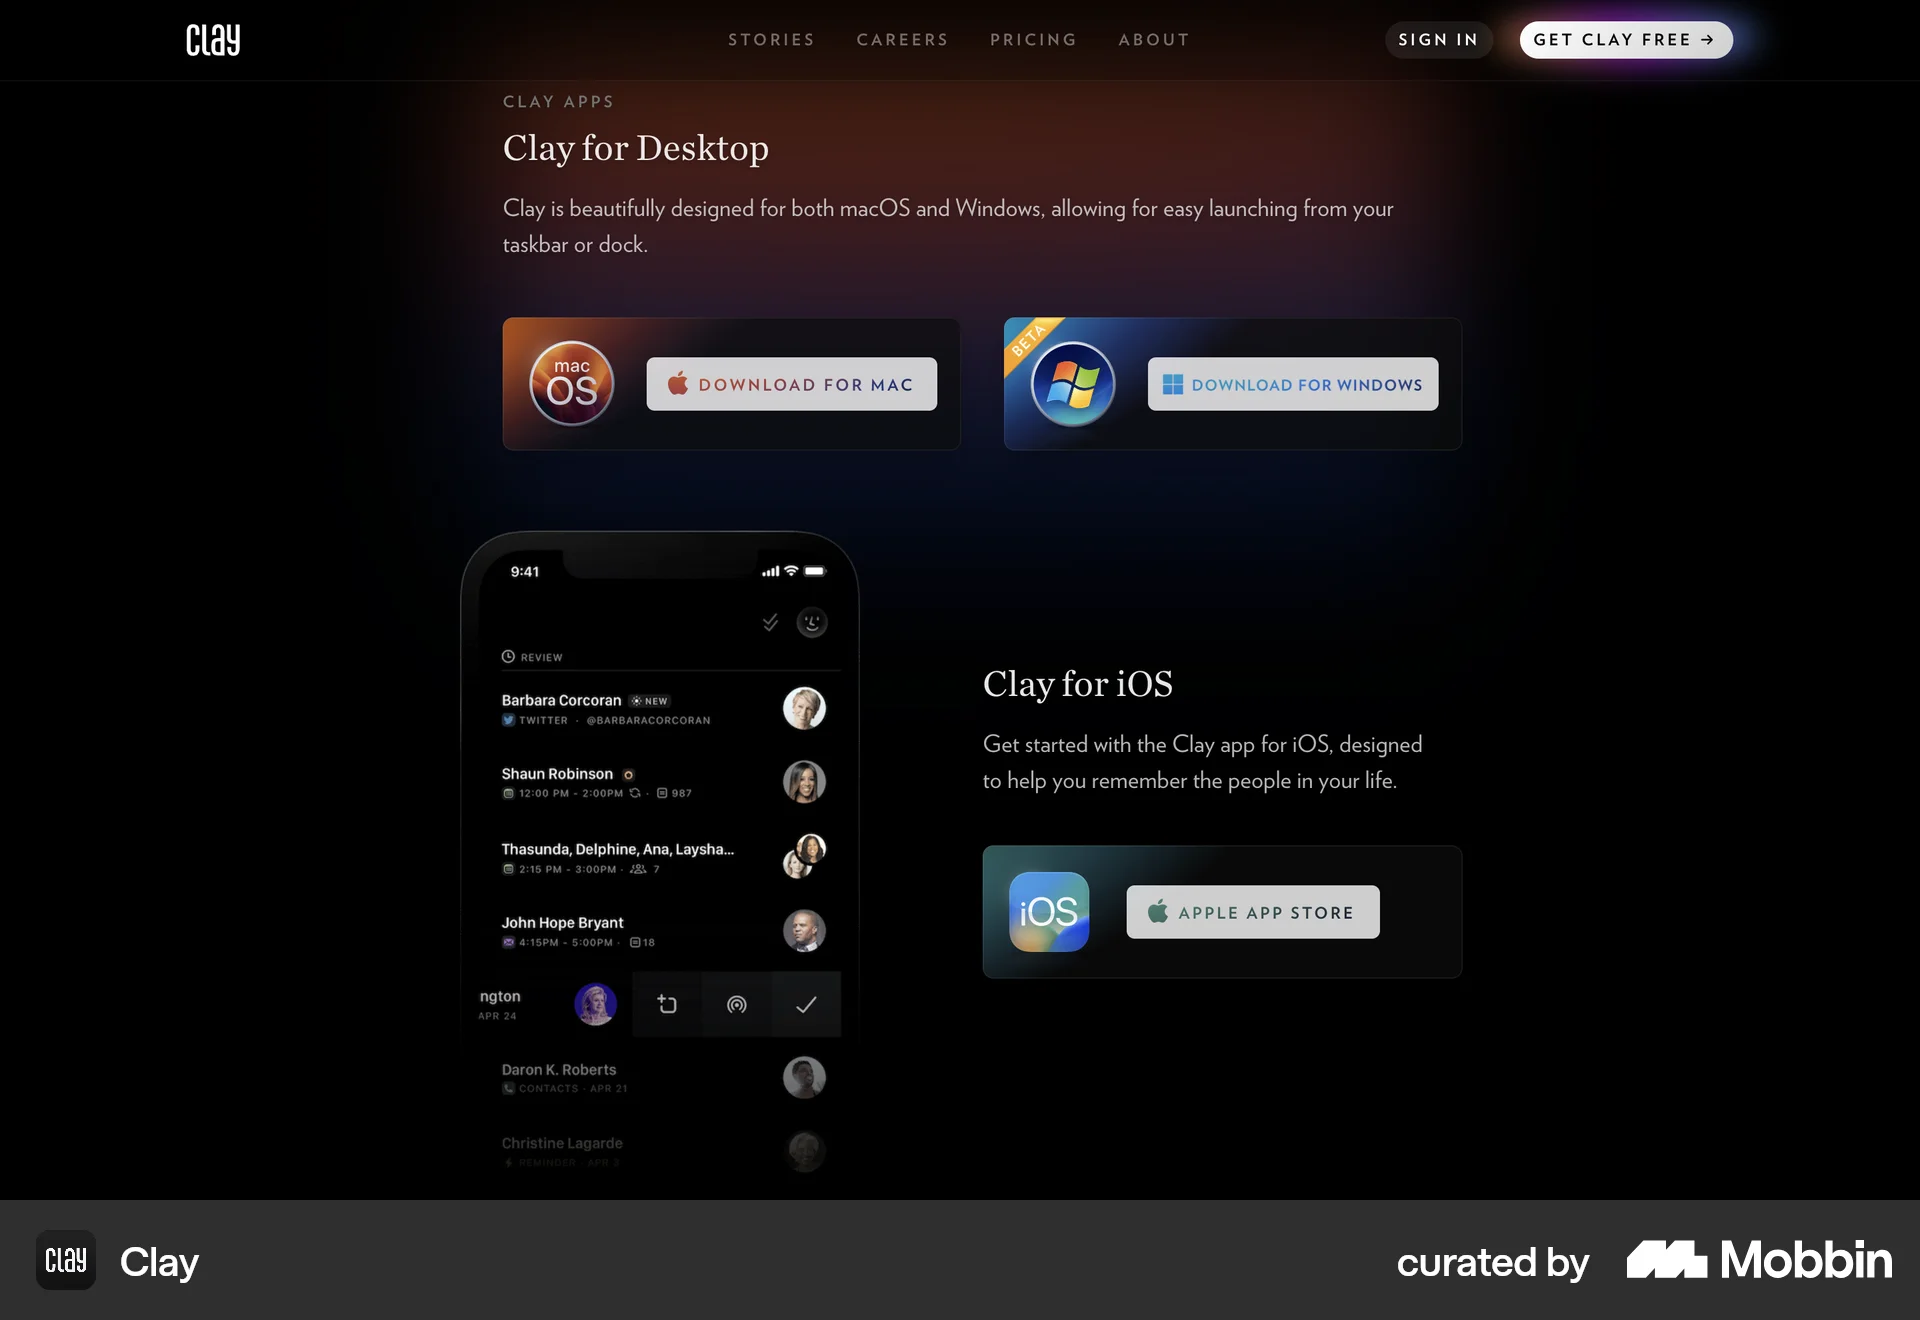 CLAY
STORIES
CAREERS
PRICING
ABOUT
SIGN IN
GET CLAY FREE →
CLAY APPS
Clay for Desktop
Clay is beautifully designed for both macOS and Windows, allowing for easy launching from your
taskbar or dock.
mac
OS
DOWNLOAD FOR MAC
BETA
DOWNLOAD FOR WINDOWS
9:41
REVIEW
Barbara Corcoran NEW
TWITTER · @BARBARACORCORAN
Shaun Robinson
12:00 PM - 2:00PM · 987
Thasunda, Delphine, Ana, Laysha...
2:15 PM - 3:00PM · 7
John Hope Bryant
4:15PM - 5:00PM · 18
ngton
APR 24
Daron K. Roberts
CONTACTS · APR 21
Christine Lagarde
REMINDER · APR 3
Clay for iOS
Get started with the Clay app for iOS, designed
to help you remember the people in your life.
iOS
APPLE APP STORE
CLAY
Clay
curated by
Mobbin